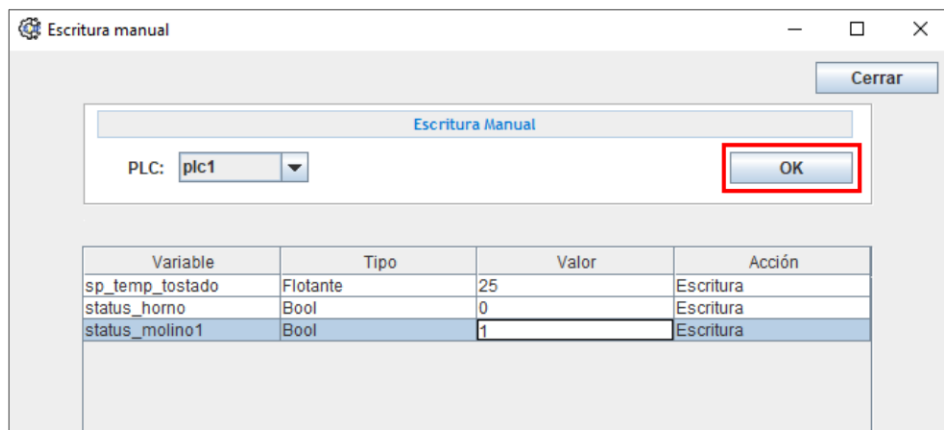 Escritura manual
Cerrar
Escritura Manual
PLC: plc1 OK
Variable Tipo Valor Acción
sp_temp_tostado Flotante 25 Escritura
status_horno Bool 0 Escritura
status_molino1 Bool 1 Escritura